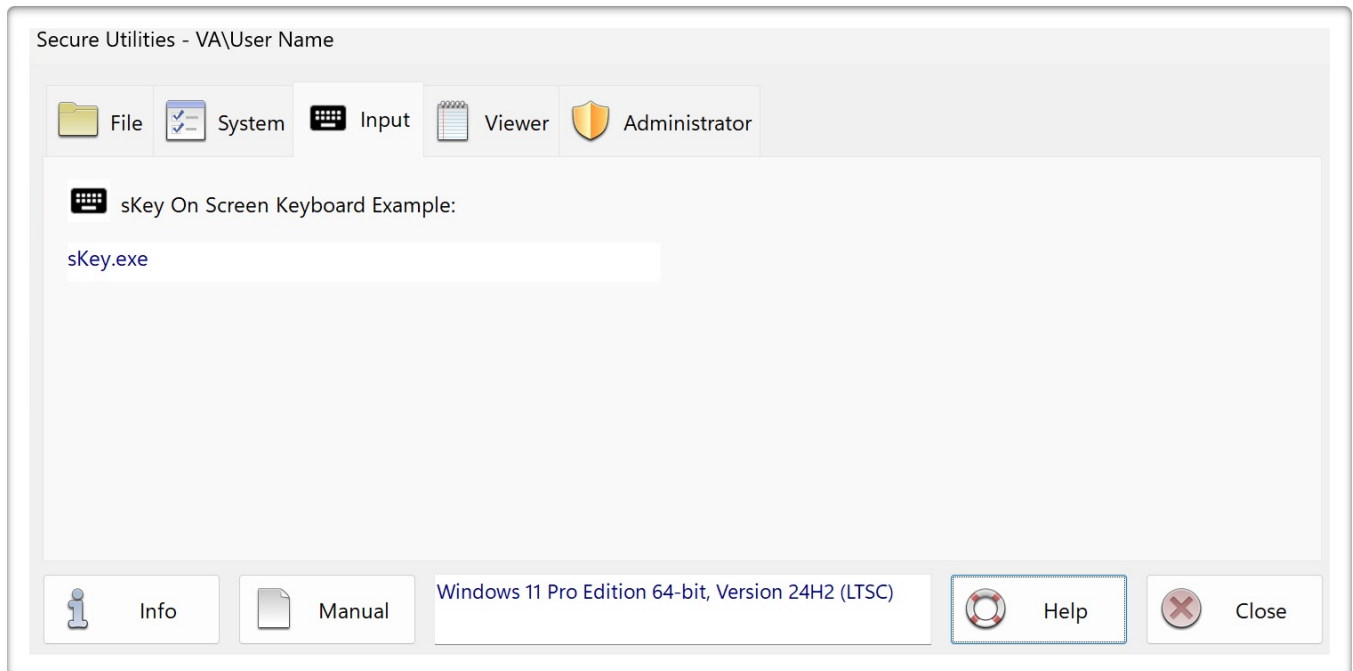 Secure Utilities - VA\User Name
File System Input Viewer Administrator
sKey On Screen Keyboard Example:
sKey.exe
Info Manual Windows 11 Pro Edition 64-bit, Version 24H2 (LTSC) Help Close